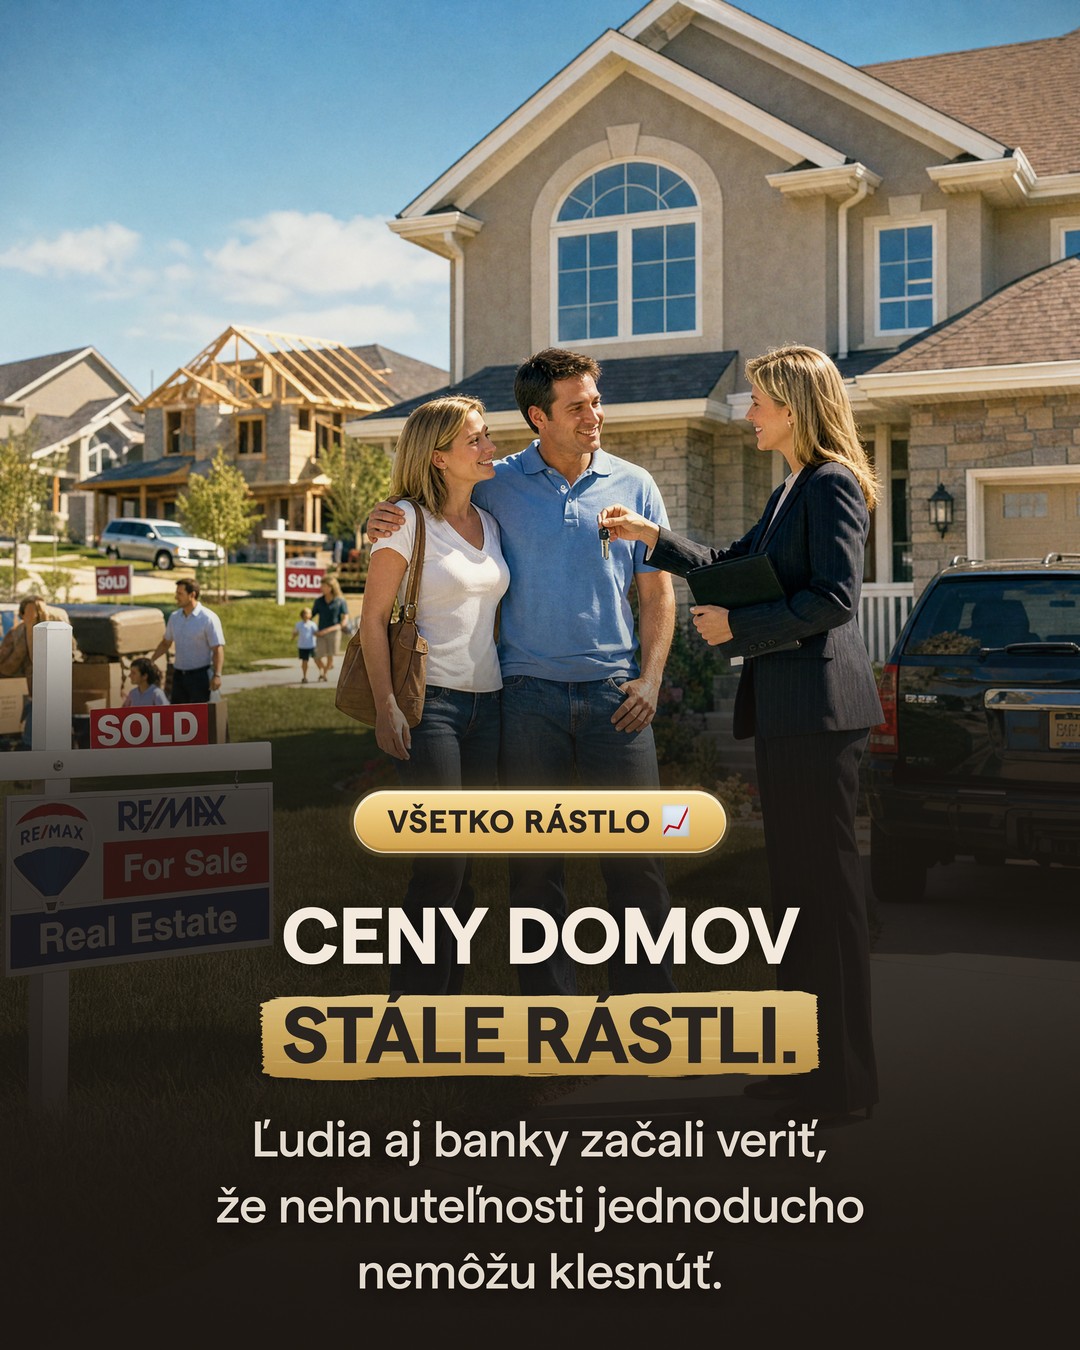 SOLD
SOLD
SOLD
RE/MAX
RE/MAX
For Sale
Real Estate
VŠETKO RÁSTLO 📈
CENY DOMOV
STÁLE RÁSTLI.
Ľudia aj banky začali veriť,
že nehnuteľnosti jednoducho
nemôžu klesnúť.